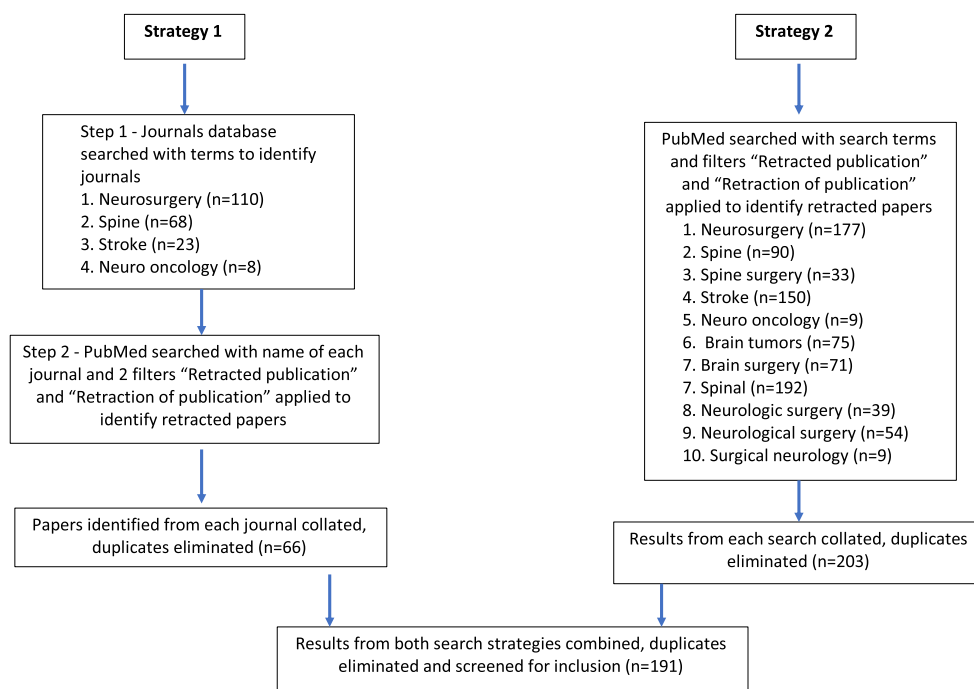 Strategy 1
Step 1 - Journals database
searched with terms to identify
journals
1. Neurosurgery (n=110)
2. Spine (n=68)
3. Stroke (n=23)
4. Neuro oncology (n=8)
Step 2 - PubMed searched with name of each
journal and 2 filters “Retracted publication”
and “Retraction of publication” applied to
identify retracted papers
Papers identified from each journal collated,
duplicates eliminated (n=66)
Strategy 2
PubMed searched with search terms
and filters “Retracted publication”
and “Retraction of publication”
applied to identify retracted papers
1. Neurosurgery (n=177)
2. Spine (n=90)
3. Spine surgery (n=33)
4. Stroke (n=150)
5. Neuro oncology (n=9)
6. Brain tumors (n=75)
7. Brain surgery (n=71)
7. Spinal (n=192)
8. Neurologic surgery (n=39)
9. Neurological surgery (n=54)
10. Surgical neurology (n=9)
Results from each search collated, duplicates
eliminated (n=203)
Results from both search strategies combined, duplicates
eliminated and screened for inclusion (n=191)